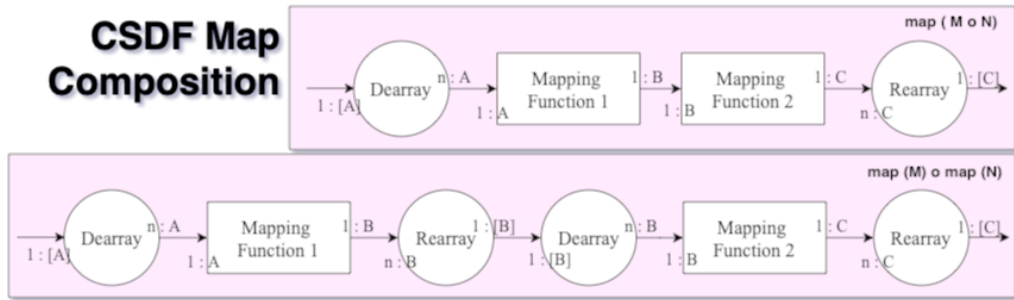 CSDF Map
Composition
map ( M o N)
1 : [A]
Dearray
n : A
1 : A
Mapping
Function 1
1 : B
1 : B
Mapping
Function 2
1 : C
n : C
Rearray
1 : [C]
map (M) o map (N)
1 : [A]
Dearray
n : A
1 : A
Mapping
Function 1
1 : B
n : B
Rearray
1 : [B]
1 : [B]
Dearray
n : B
1 : B
Mapping
Function 2
1 : C
n : C
Rearray
1 : [C]